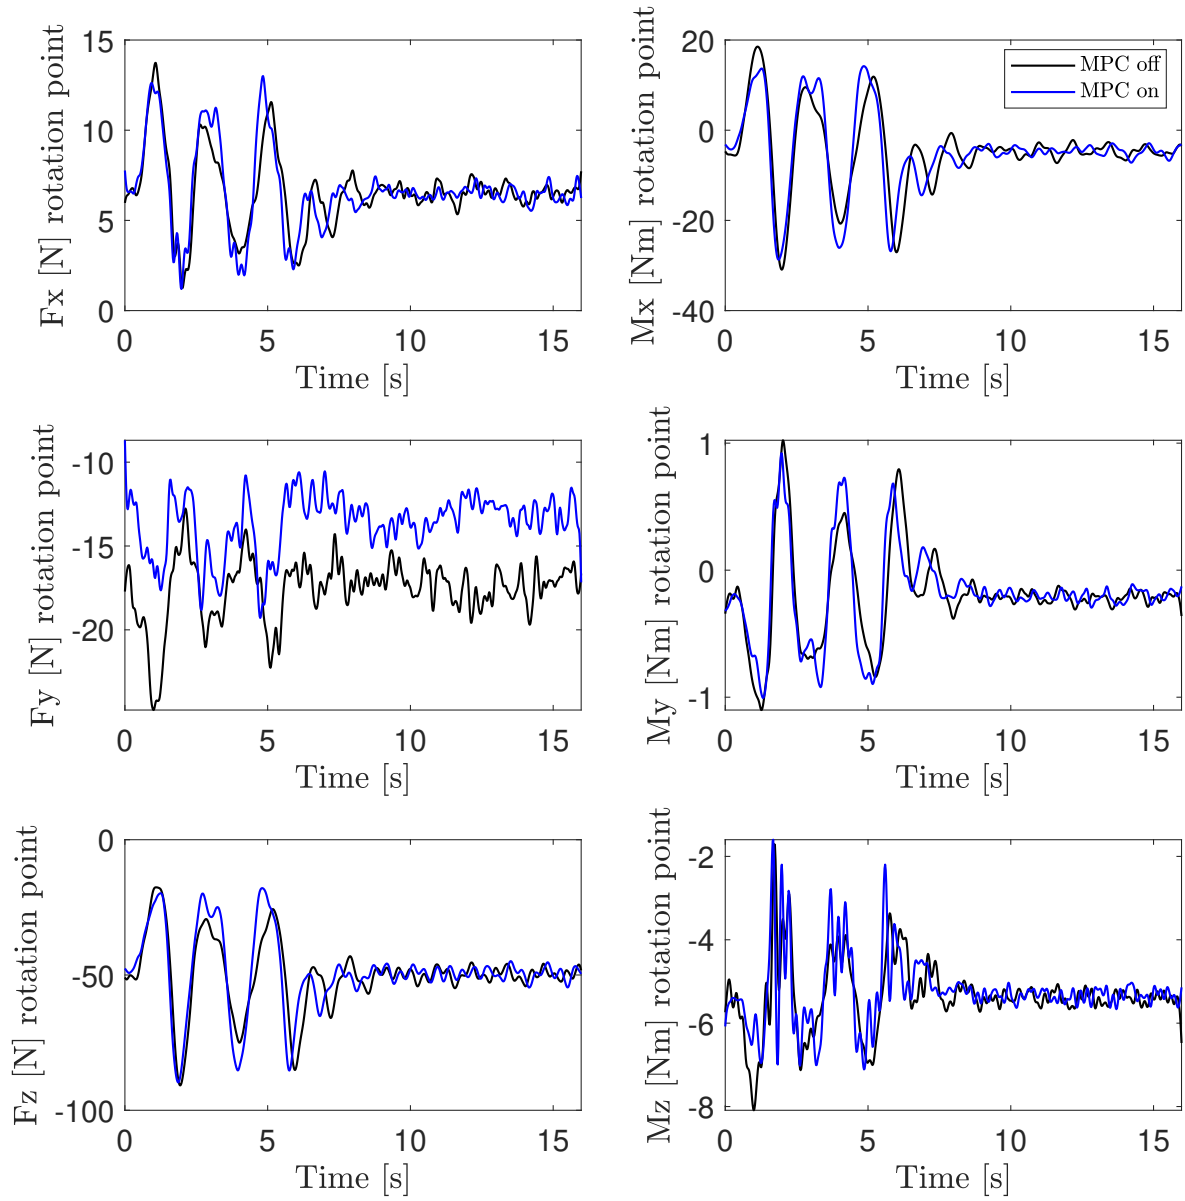 Fx [N] rotation point
15
10
5
0
0 5 10 15
Time [s]
Mx [Nm] rotation point
20
0
-20
-40
0 5 10 15
Time [s]
MPC off
MPC on
Fy [N] rotation point
-10
-15
-20
0 5 10 15
Time [s]
My [Nm] rotation point
1
0
-1
0 5 10 15
Time [s]
Fz [N] rotation point
0
-50
-100
0 5 10 15
Time [s]
Mz [Nm] rotation point
-2
-4
-6
-8
0 5 10 15
Time [s]